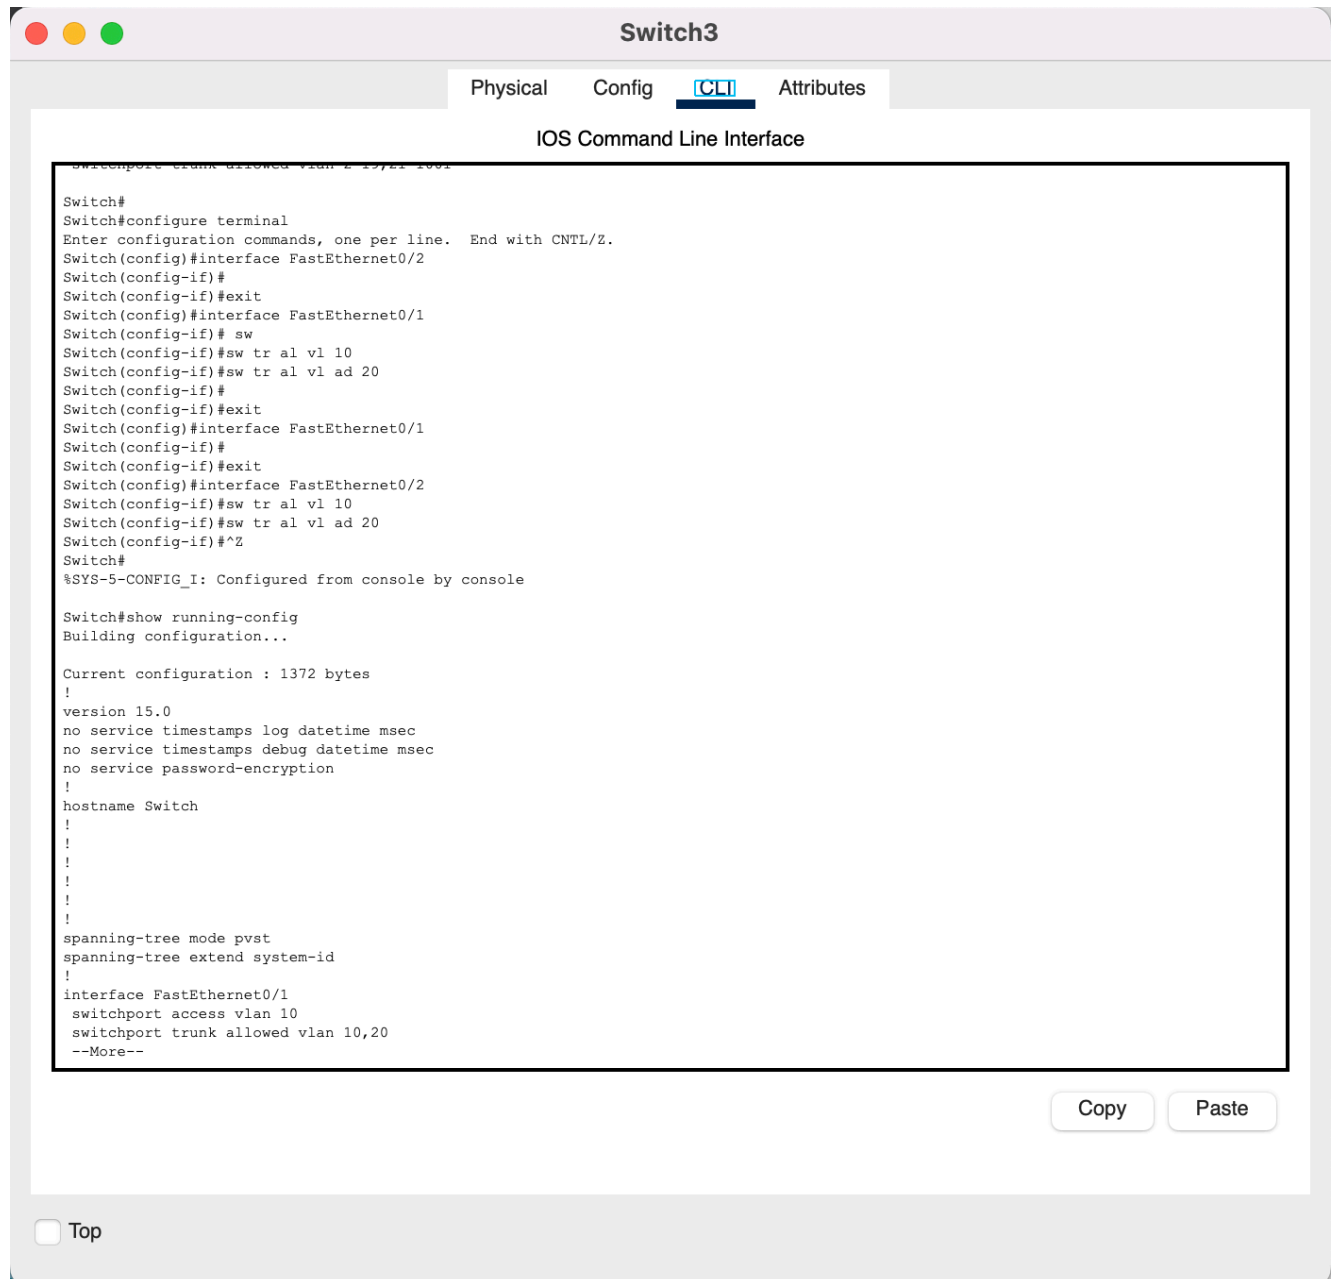 Switch3
Physical Config CLI Attributes
IOS Command Line Interface
switchport trunk allowed vlan 2-19,21-1001
Switch#
Switch#configure terminal
Enter configuration commands, one per line.  End with CNTL/Z.
Switch(config)#interface FastEthernet0/2
Switch(config-if)#
Switch(config-if)#exit
Switch(config)#interface FastEthernet0/1
Switch(config-if)# sw
Switch(config-if)#sw tr al vl 10
Switch(config-if)#sw tr al vl ad 20
Switch(config-if)#
Switch(config-if)#exit
Switch(config)#interface FastEthernet0/1
Switch(config-if)#
Switch(config-if)#exit
Switch(config)#interface FastEthernet0/2
Switch(config-if)#sw tr al vl 10
Switch(config-if)#sw tr al vl ad 20
Switch(config-if)#^Z
Switch#
%SYS-5-CONFIG_I: Configured from console by console
Switch#show running-config
Building configuration...
Current configuration : 1372 bytes
!
version 15.0
no service timestamps log datetime msec
no service timestamps debug datetime msec
no service password-encryption
!
hostname Switch
!
!
!
!
!
!
spanning-tree mode pvst
spanning-tree extend system-id
!
interface FastEthernet0/1
switchport access vlan 10
switchport trunk allowed vlan 10,20
--More--
Copy Paste
Top